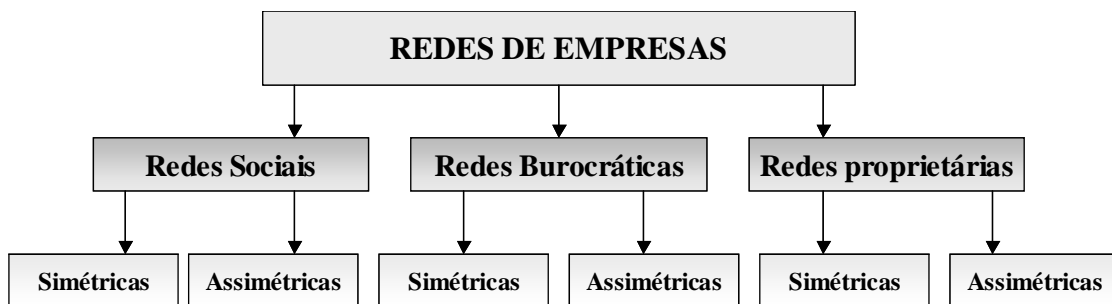 REDES DE EMPRESAS
Redes Sociais
Redes Burocráticas
Redes proprietárias
Simétricas
Assimétricas
Simétricas
Assimétricas
Simétricas
Assimétricas